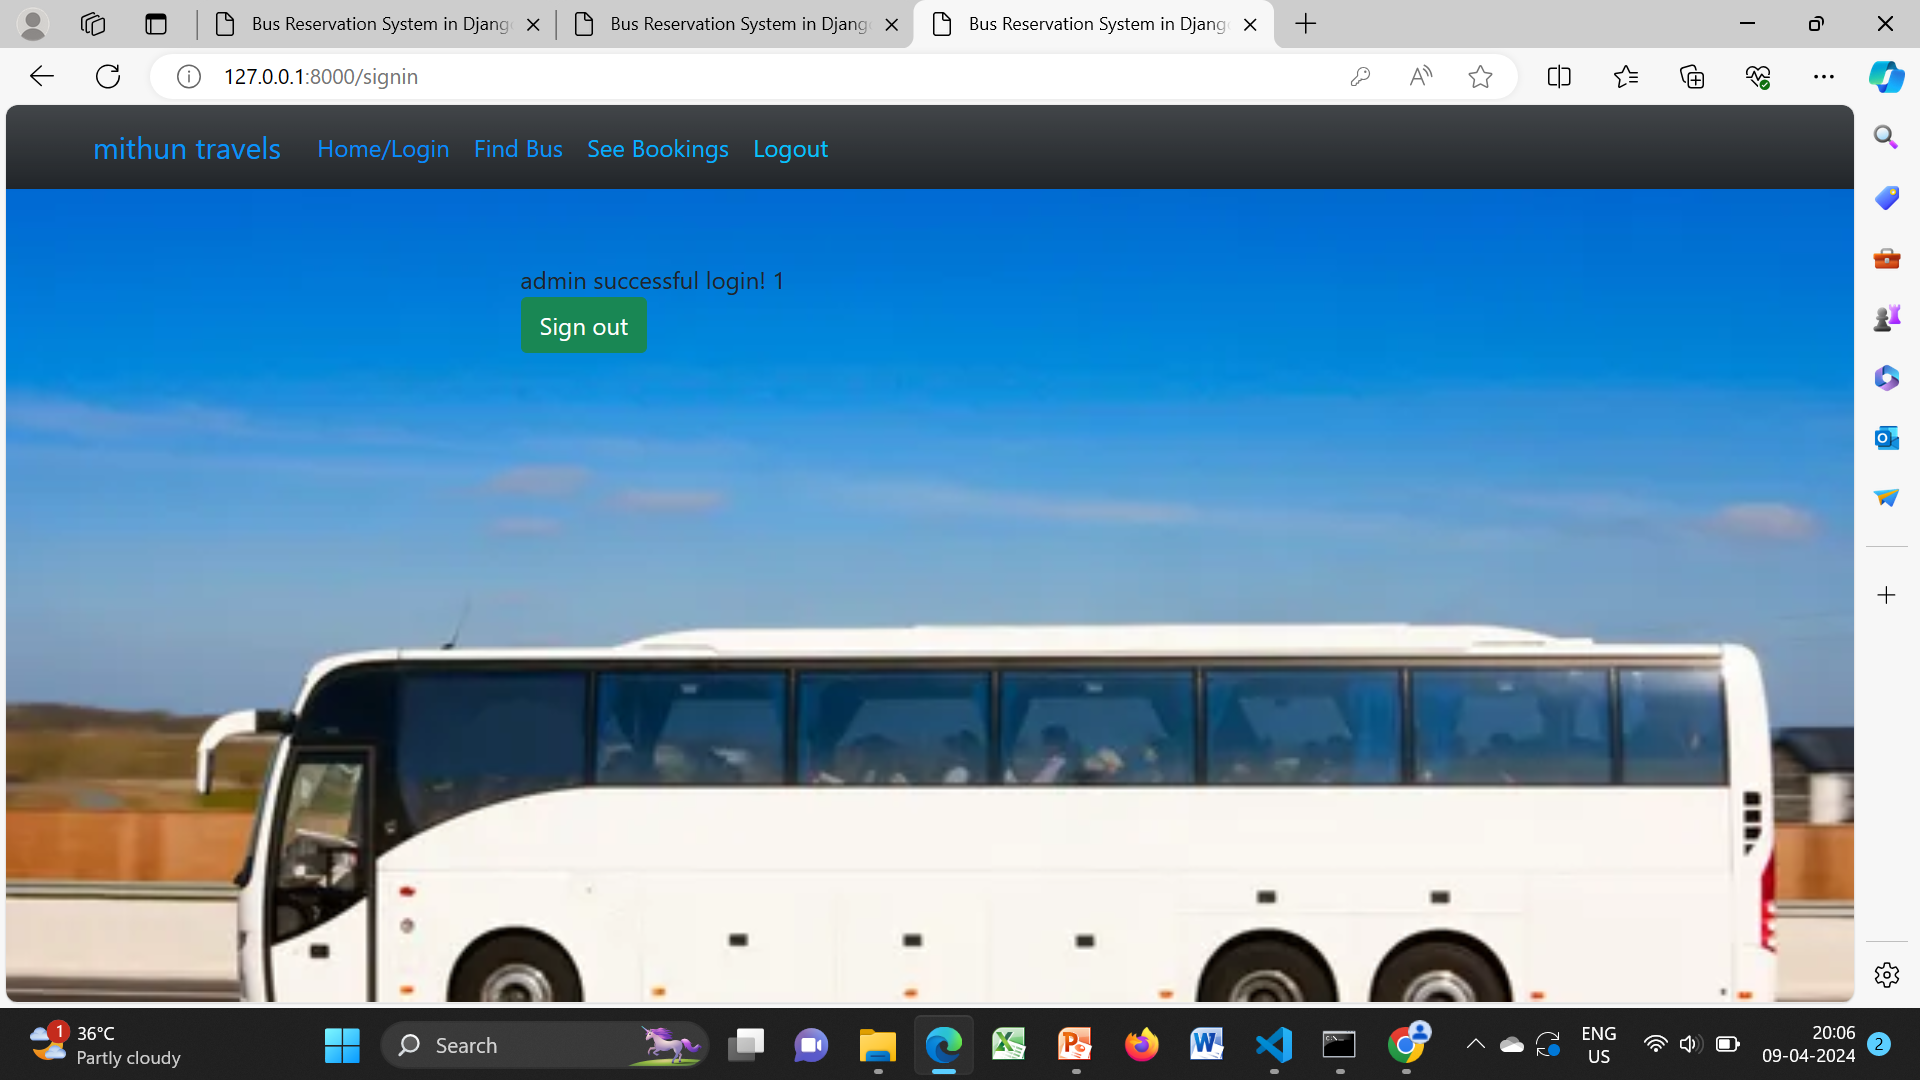 Bus Reservation System in Djang
Bus Reservation System in Djang
Bus Reservation System in Djang
127.0.0.1:8000/signin
mithun travels
Home/Login
Find Bus
See Bookings
Logout
admin successful login! 1
Sign out
1
36°C
Partly cloudy
Search
ENG
US
20:06
09-04-2024
2